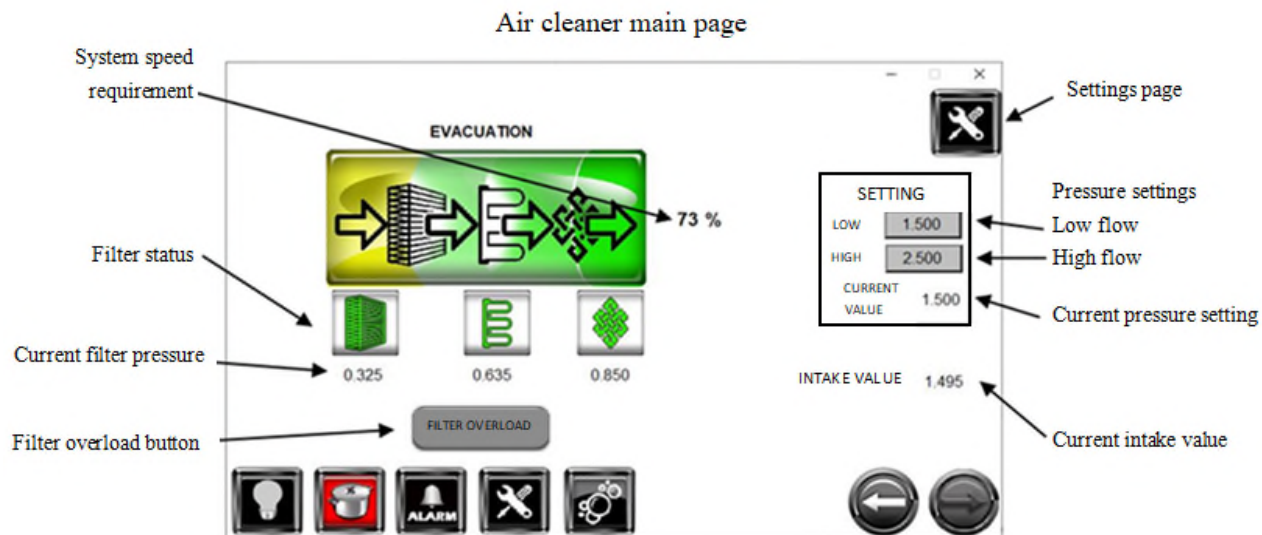 Air cleaner main page
System speed
requirement
Settings page
EVACUATION
73 %
SETTING
LOW 1.500
HIGH 2.500
CURRENT
VALUE 1.500
Pressure settings
Low flow
High flow
Current pressure setting
Filter status
Current filter pressure
0.325 0.635 0.850
INTAKE VALUE 1.495
Filter overload button
FILTER OVERLOAD
Current intake value
ALARM